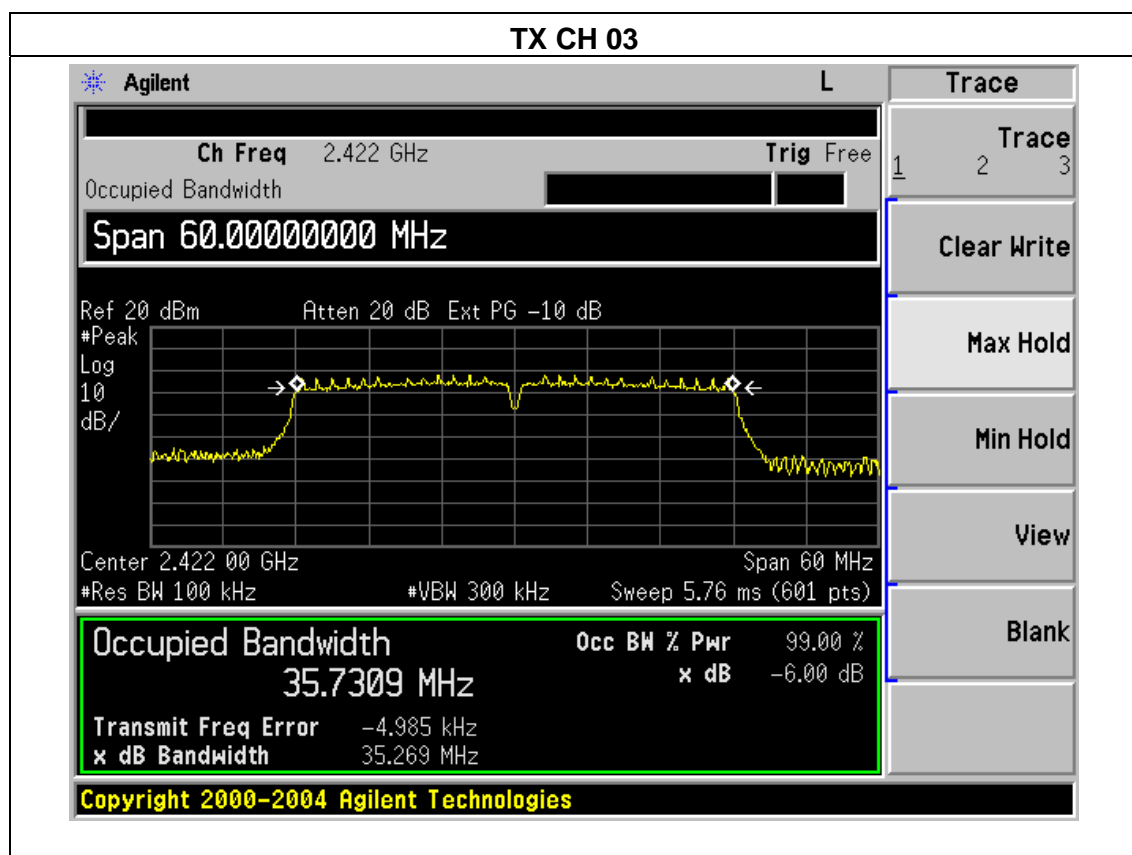 TX CH 03
Agilent L Trace
Ch Freq 2.422 GHz Trig Free
Occupied Bandwidth
Span 60.00000000 MHz
Ref 20 dBm Atten 20 dB Ext PG -10 dB
#Peak
Log
10
dB/
Center 2.422 00 GHz Span 60 MHz
#Res BW 100 kHz #VBW 300 kHz Sweep 5.76 ms (601 pts)
Occupied Bandwidth Occ BW % Pwr 99.00 %
35.7309 MHz x dB -6.00 dB
Transmit Freq Error -4.985 kHz
x dB Bandwidth 35.269 MHz
Copyright 2000-2004 Agilent Technologies
Trace
1 2 3
Clear Write
Max Hold
Min Hold
View
Blank